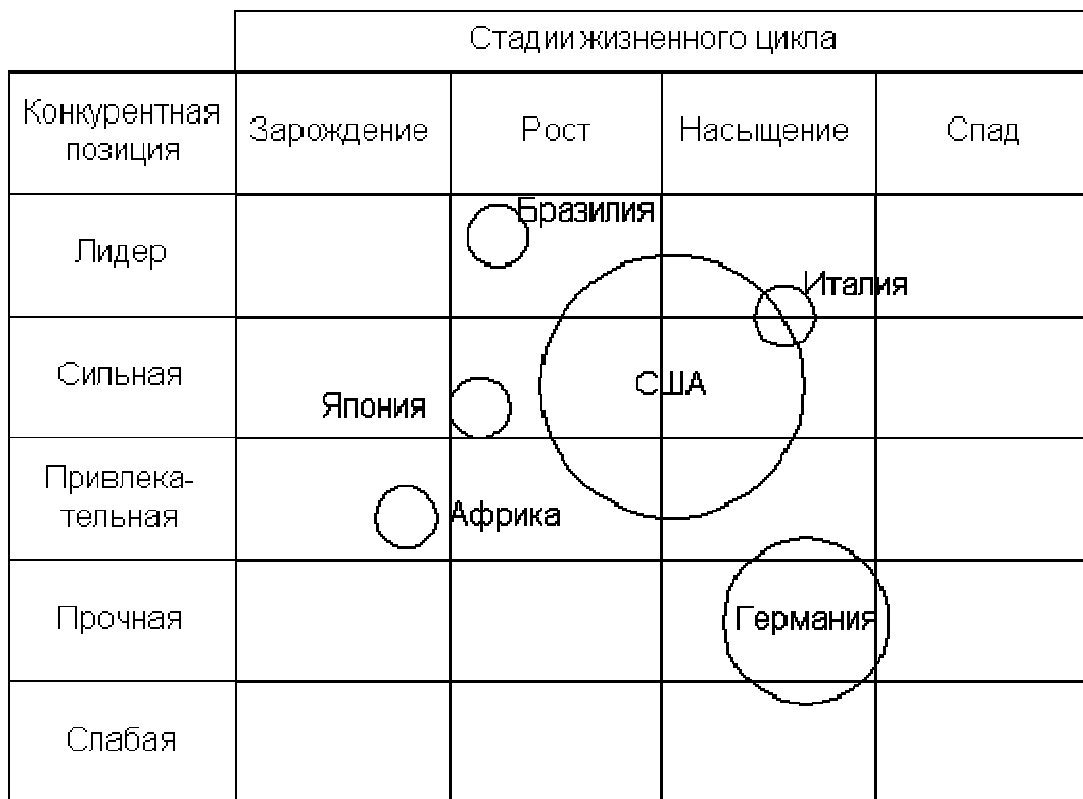 Стадии жизненного цикла
Конкурентная
позиция
Зарождение
Рост
Насыщение
Спад
Лидер
Бразилия
Италия
Сильная
США
Япония
Привлека-
тельная
Африка
Прочная
Германия
Слабая